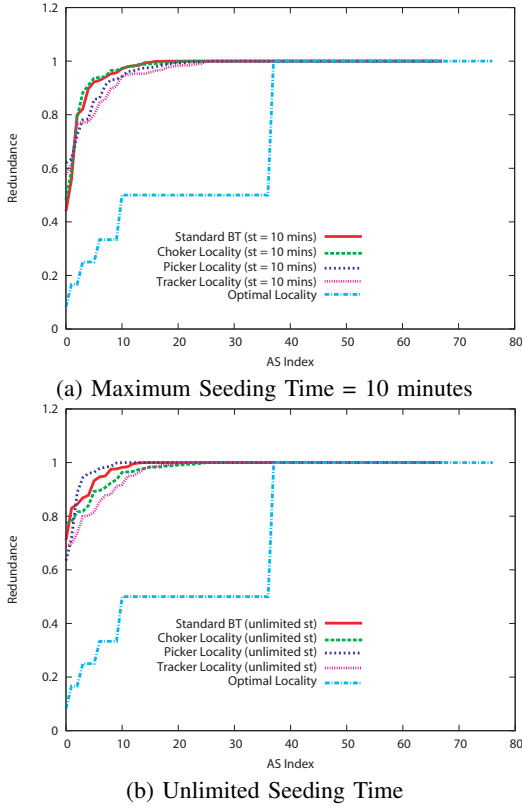 1.2
1
0.8
0.6
0.4
0.2
0
Redundance
Standard BT (st = 10 mins)
Choker Locality (st = 10 mins)
Picker Locality (st = 10 mins)
Tracker Locality (st = 10 mins)
Optimal Locality
0 10 20 30 40 50 60 70 80
AS Index
(a) Maximum Seeding Time = 10 minutes
1.2
1
0.8
0.6
0.4
0.2
0
Redundance
Standard BT (unlimited st)
Choker Locality (unlimited st)
Picker Locality (unlimited st)
Tracker Locality (unlimited st)
Optimal Locality
0 10 20 30 40 50 60 70 80
AS Index
(b) Unlimited Seeding Time